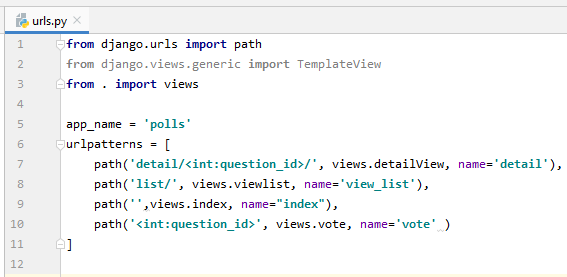 urls.py
1 from django.urls import path
2 from django.views.generic import TemplateView
3 from . import views
4
5 app_name = 'polls'
6 urlpatterns = [
7 path('detail/<int:question_id>/', views.detailView, name='detail'),
8 path('list/', views.viewlist, name='view_list'),
9 path('',views.index, name="index"),
10 path('<int:question_id>', views.vote, name='vote' )
11 ]
12